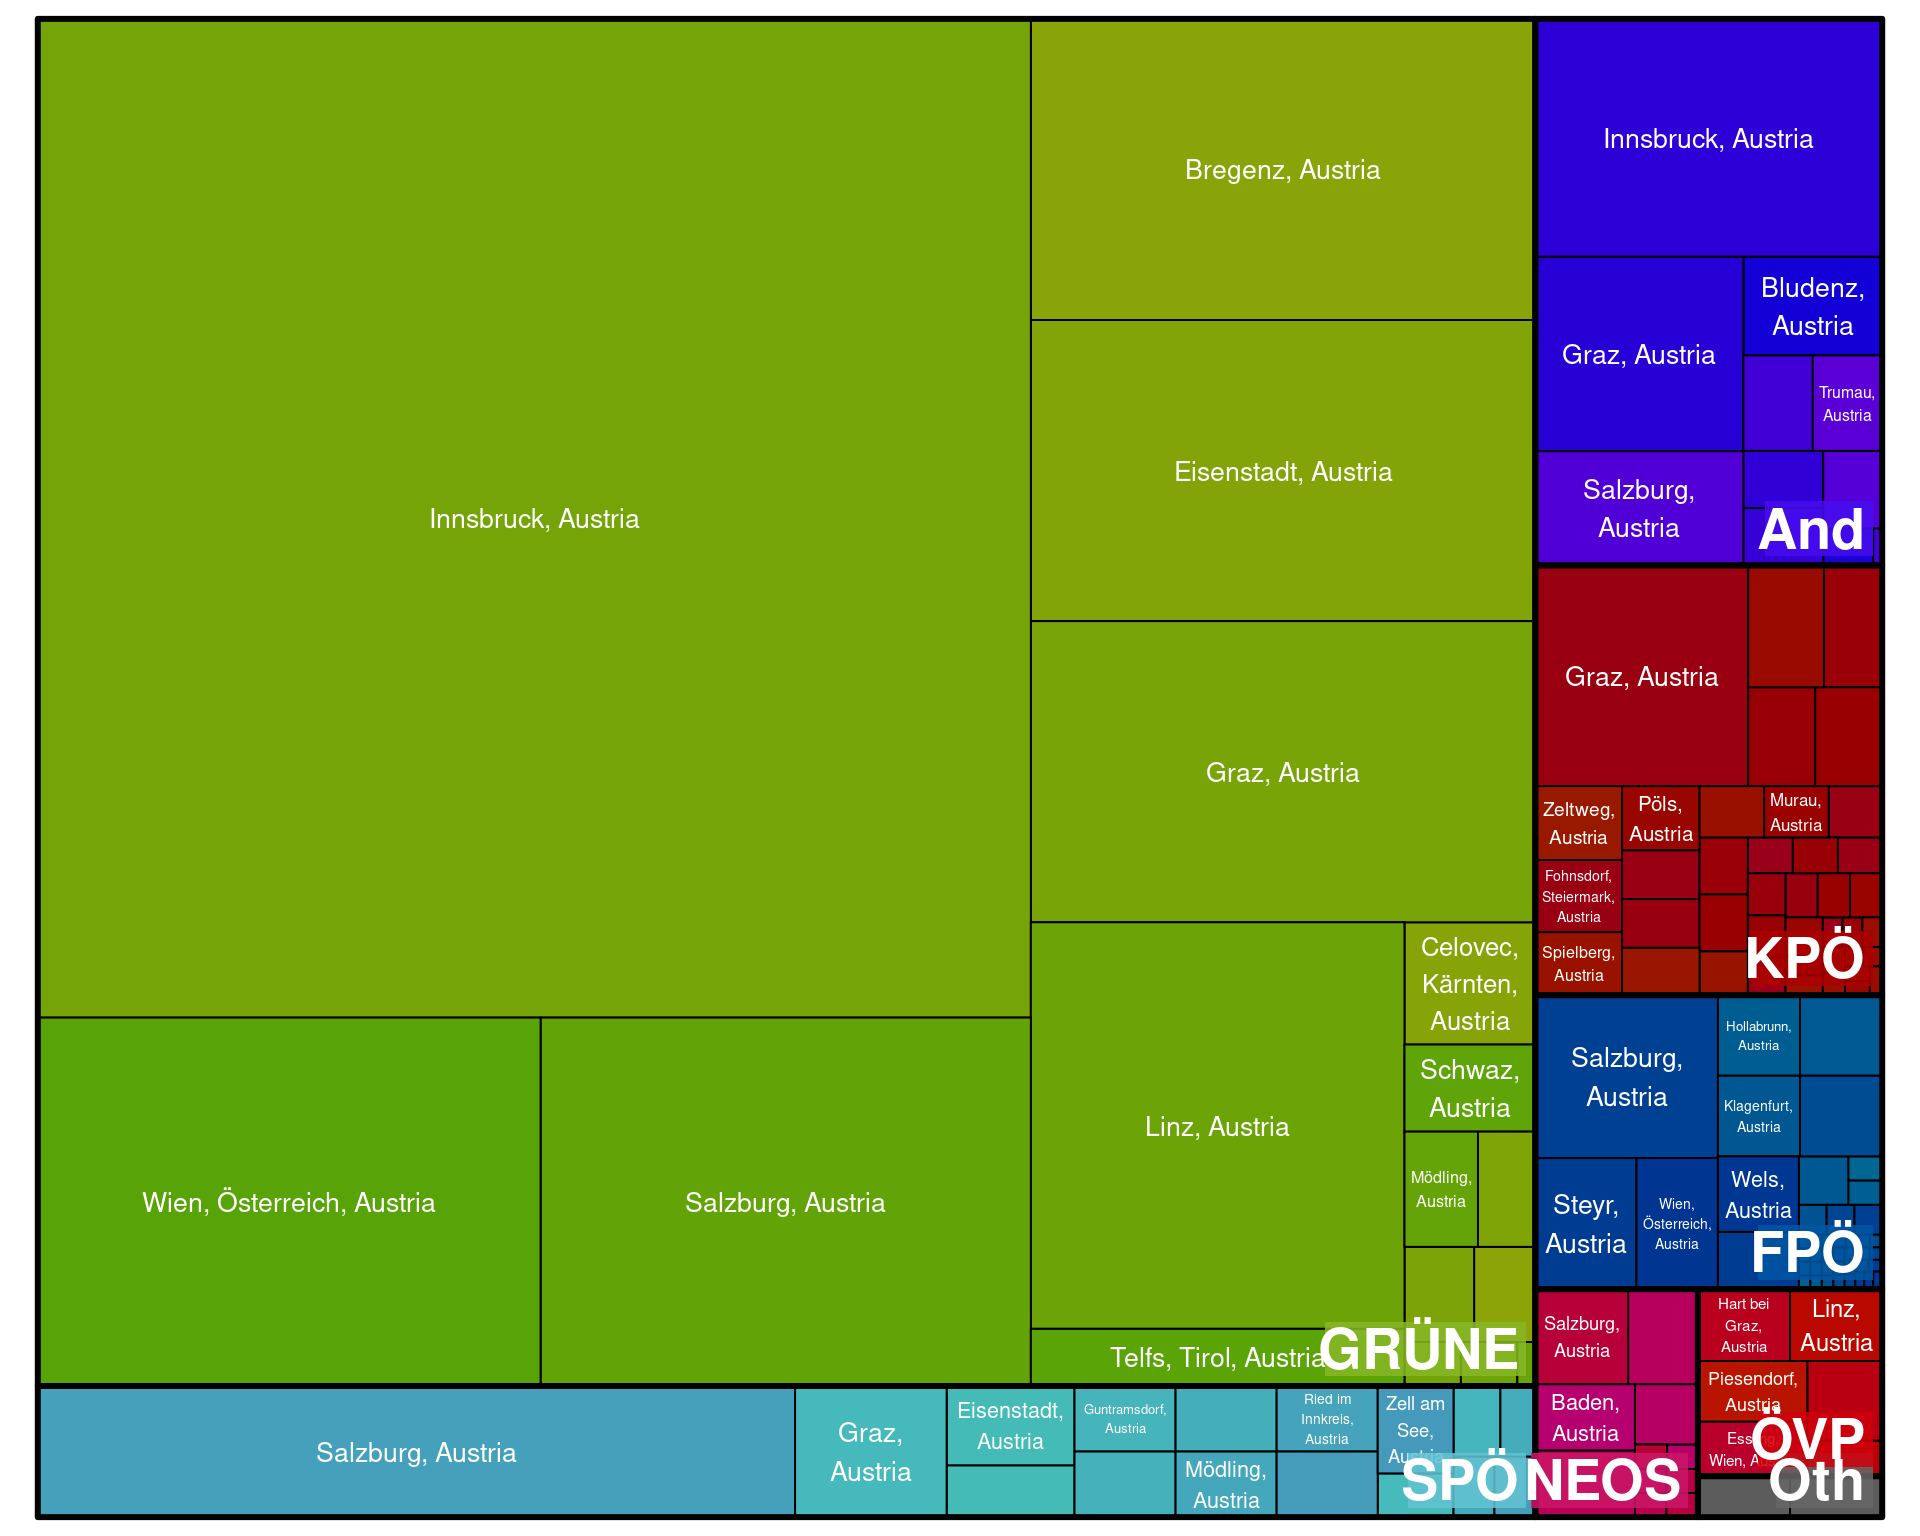 Innsbruck, Austria
Bregenz, Austria
Eisenstadt, Austria
Graz, Austria
Wien, Österreich, Austria
Salzburg, Austria
Linz, Austria
Celovec,
Kärnten,
Austria
Schwaz,
Austria
Mödling,
Austria
Telfs, Tirol, Austria
GRÜNE
Salzburg, Austria
Graz,
Austria
Eisenstadt,
Austria
Guntramsdorf,
Austria
Mödling,
Austria
Ried im
Innkreis,
Austria
Zell am
See,
Austria
SPÖ
Innsbruck, Austria
Graz, Austria
Bludenz,
Austria
Trumau,
Austria
Salzburg,
Austria
And
Graz, Austria
Zeltweg,
Austria
Pöls,
Austria
Murau,
Austria
Fohnsdorf,
Steiermark,
Austria
Spielberg,
Austria
KPÖ
Salzburg,
Austria
Hollabrunn,
Austria
Klagenfurt,
Austria
Steyr,
Austria
Wien,
Österreich,
Austria
Wels,
Austria
FPÖ
Salzburg,
Austria
Baden,
Austria
NEOS
Hart bei
Graz,
Austria
Linz,
Austria
Piesendorf,
Austria
Wien,
ÖVP
Oth